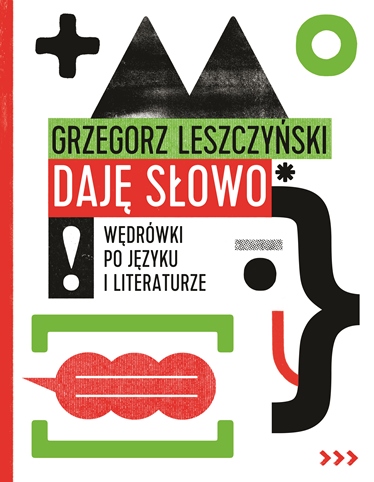 GRZEGORZ LESZCZYŃSKI
DAJĘ SŁOWO*
!
WĘDRÓWKI
PO JĘZYKU
I LITERATURZE
>>>